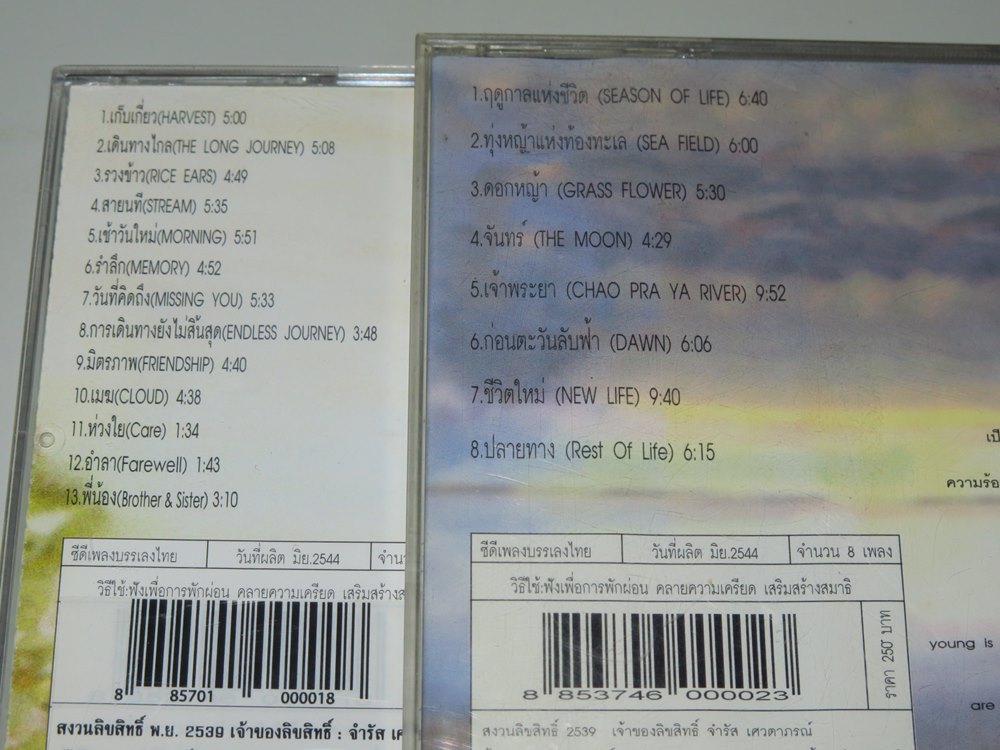 1.เก็บเกี่ยว(HARVEST) 5:00
2.เดินทางไกล(THE LONG JOURNEY) 5:08
3.รวงข้าว(RICE EARS) 4:49
4.สายนที(STREAM) 5:35
5.เช้าวันใหม่(MORNING) 5:51
6.รำลึก(MEMORY) 4:52
7.วันที่คิดถึง(MISSING YOU) 5:33
8.การเดินทางยังไม่สิ้นสุด(ENDLESS JOURNEY) 3:48
9.มิตรภาพ(FRIENDSHIP) 4:40
10.เมฆ(CLOUD) 4:38
11.ห่วงใย(Care) 1:34
12.อำลา(Farewell) 1:43
13.พี่น้อง(Brother & Sister) 3:10
ซีดีเพลงบรรเลงไทย วันที่ผลิต มิย.2544 จำนว
วิธีใช้:ฟังเพื่อการพักผ่อน คลายความเครียด เสริมสร้างส
8 85701 000018
สงวนลิขสิทธิ์ พ.ย. 2539 เจ้าของลิขสิทธิ์ : จำรัส เศ
1.ฤดูกาลแห่งชีวิต (SEASON OF LIFE) 6:40
2.ทุ่งหญ้าแห่งท้องทะเล (SEA FIELD) 6:00
3.ดอกหญ้า (GRASS FLOWER) 5:30
4.จันทร์ (THE MOON) 4:29
5.เจ้าพระยา (CHAO PRA YA RIVER) 9:52
6.ก่อนตะวันลับฟ้า (DAWN) 6:06
7.ชีวิตใหม่ (NEW LIFE) 9:40
8.ปลายทาง (Rest Of Life) 6:15
เป็
ความร้อ
ซีดีเพลงบรรเลงไทย วันที่ผลิต มิย.2544 จำนวน 8 เพลง
วิธีใช้:ฟังเพื่อการพักผ่อน คลายความเครียด เสริมสร้างสมาธิ
8 853746 000023
ราคา 250 บาท
young is
are
สงวนลิขสิทธิ์ 2539 เจ้าของลิขสิทธิ์ จำรัส เศวตาภรณ์